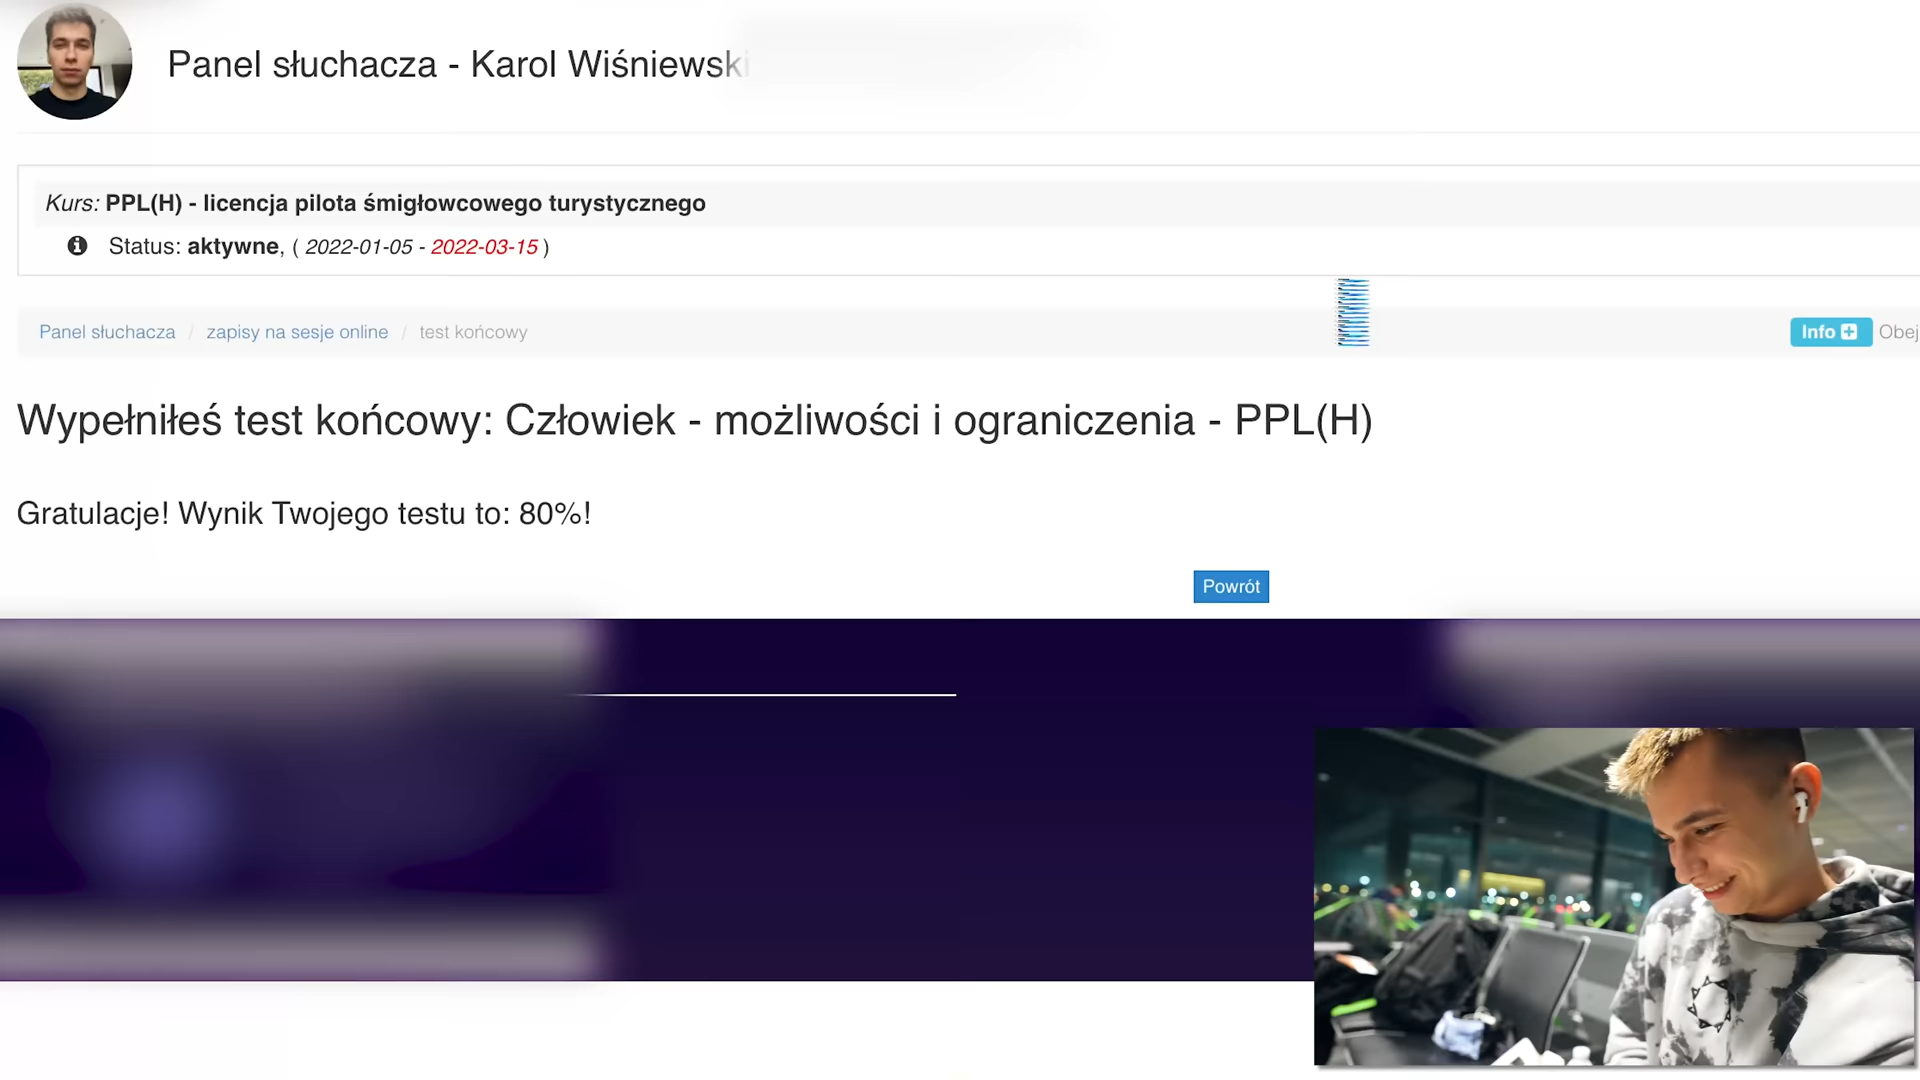 Panel słuchacza - Karol Wiśniewski
Kurs: PPL(H) - licencja pilota śmigłowcowego turystycznego
Status: aktywne, ( 2022-01-05 - 2022-03-15 )
Panel słuchacza / zapisy na sesje online / test końcowy
Info
Obej
Wypełniłeś test końcowy: Człowiek - możliwości i ograniczenia - PPL(H)
Gratulacje! Wynik Twojego testu to: 80%!
Powrót